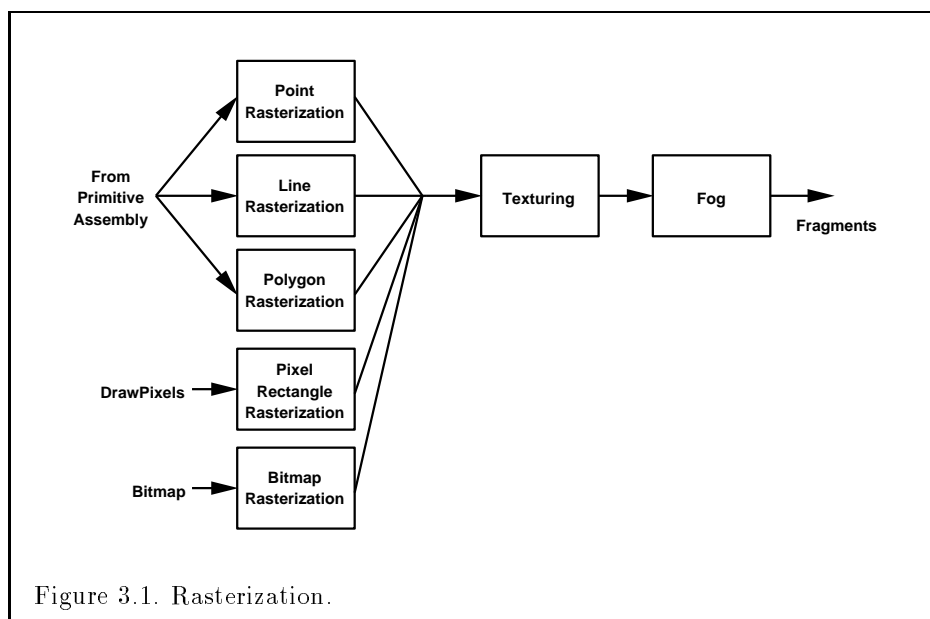 Point
Rasterization
From
Primitive
Assembly
Line
Rasterization
Texturing
Fog
Fragments
Polygon
Rasterization
DrawPixels
Pixel
Rectangle
Rasterization
Bitmap
Bitmap
Rasterization
Figure 3.1. Rasterization.